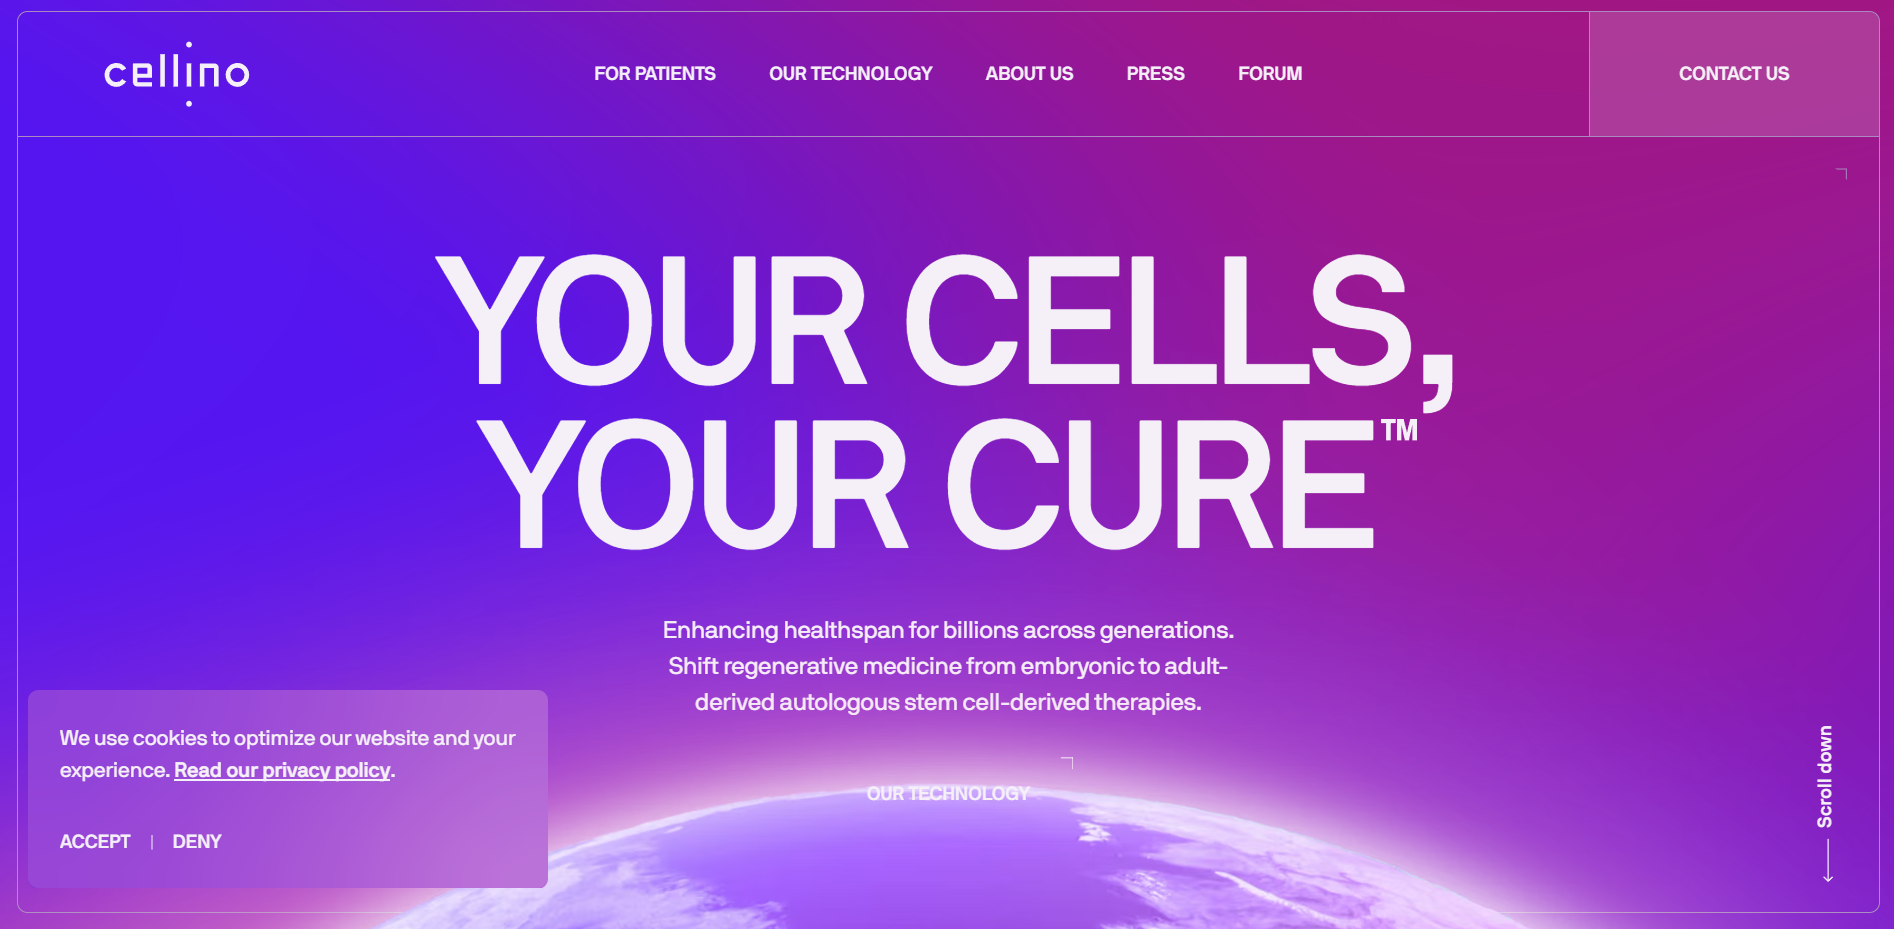 cellino
FOR PATIENTS
OUR TECHNOLOGY
ABOUT US
PRESS
FORUM
CONTACT US
YOUR CELLS,
YOUR CURE™
Enhancing healthspan for billions across generations.
Shift regenerative medicine from embryonic to adult-
derived autologous stem cell-derived therapies.
OUR TECHNOLOGY
We use cookies to optimize our website and your
experience. Read our privacy policy.
ACCEPT | DENY
Scroll down